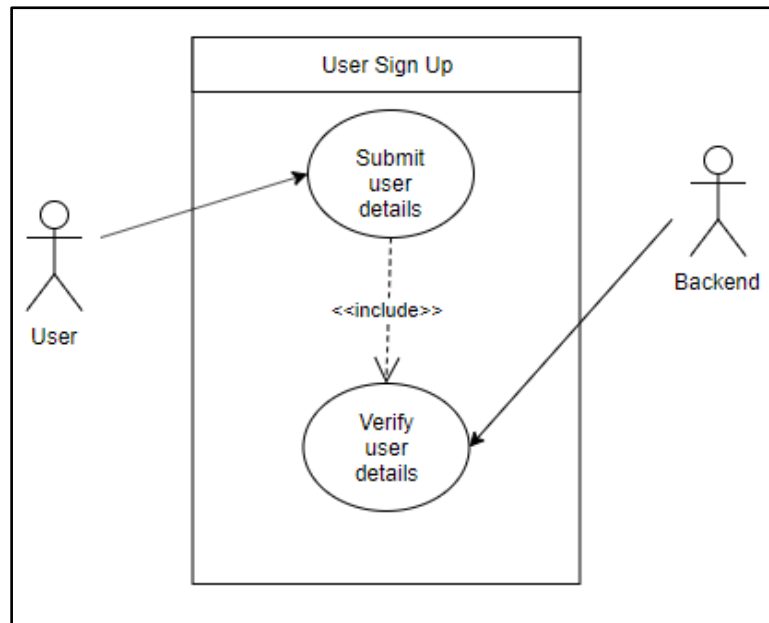 User Sign Up
Submit
user
details
User
Backend
<<include>>
Verify
user
details